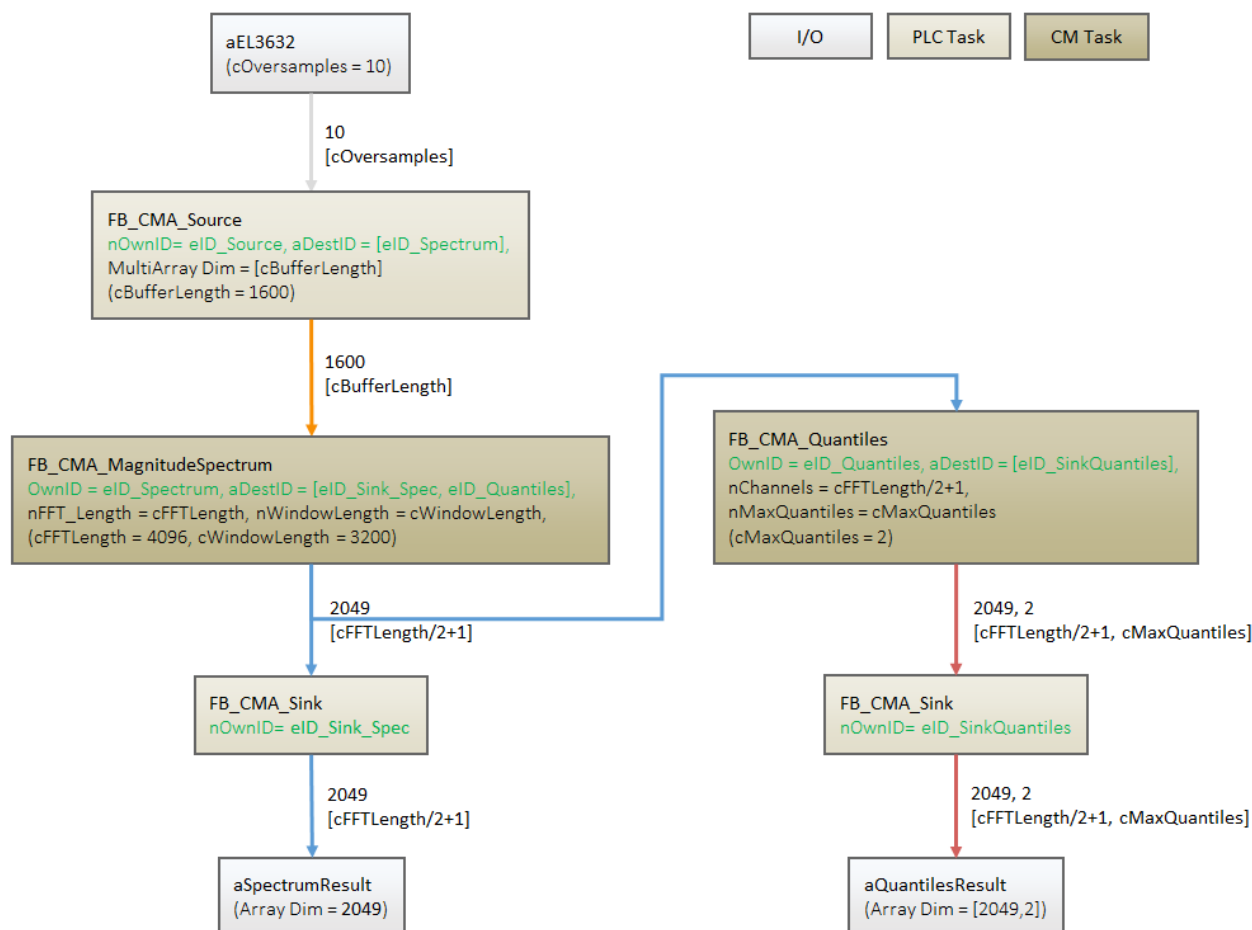 aEL3632
(cOversamples = 10)
I/O
PLC Task
CM Task
10
[cOversamples]
FB_CMA_Source
nOwnID= eID_Source, aDestID = [eID_Spectrum],
MultiArray Dim = [cBufferLength]
(cBufferLength = 1600)
1600
[cBufferLength]
FB_CMA_MagnitudeSpectrum
OwnID = eID_Spectrum, aDestID = [eID_Sink_Spec, eID_Quantiles],
nFFT_Length = cFFTLength, nWindowLength = cWindowLength,
(cFFTLength = 4096, cWindowLength = 3200)
FB_CMA_Quantiles
OwnID = eID_Quantiles, aDestID = [eID_SinkQuantiles],
nChannels = cFFTLength/2+1,
nMaxQuantiles = cMaxQuantiles
(cMaxQuantiles = 2)
2049
[cFFTLength/2+1]
2049, 2
[cFFTLength/2+1, cMaxQuantiles]
FB_CMA_Sink
nOwnID= eID_Sink_Spec
FB_CMA_Sink
nOwnID= eID_SinkQuantiles
2049
[cFFTLength/2+1]
2049, 2
[cFFTLength/2+1, cMaxQuantiles]
aSpectrumResult
(Array Dim = 2049)
aQuantilesResult
(Array Dim = [2049,2])